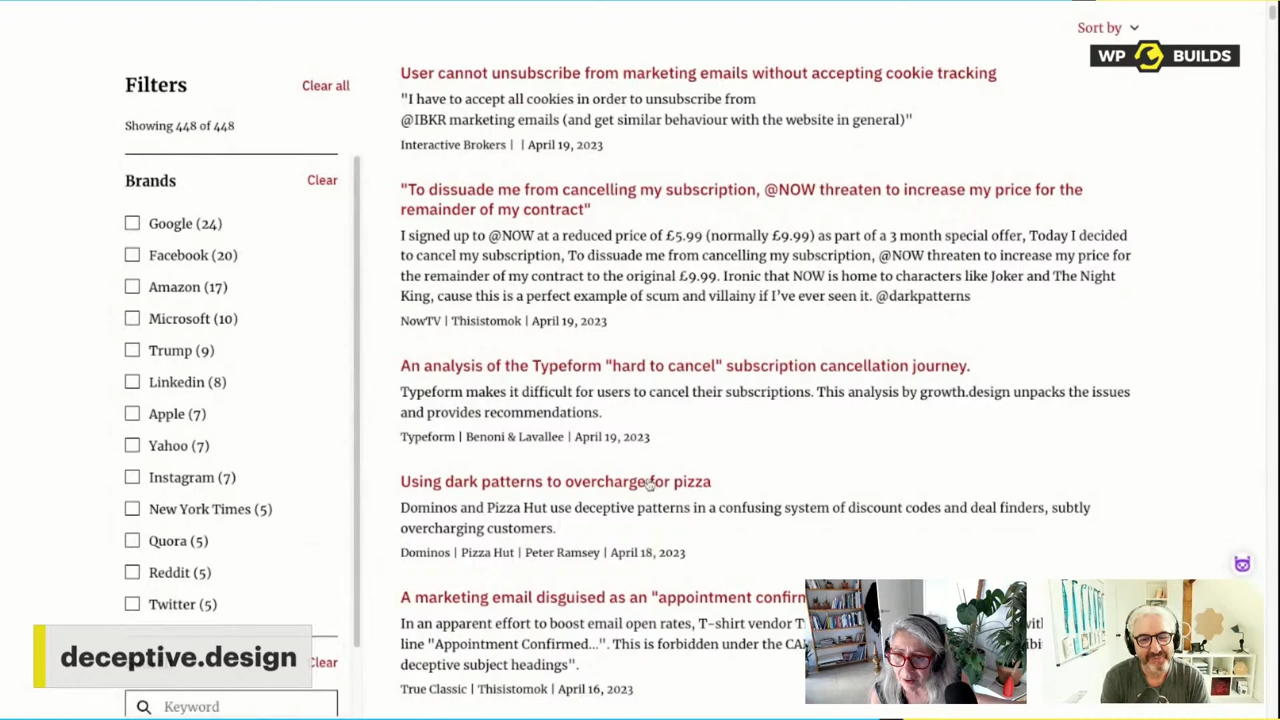 Sort by
WP BUILDS
Filters
Clear all
Showing 448 of 448
Brands
Clear
Google (24)
Facebook (20)
Amazon (17)
Microsoft (10)
Trump (9)
Linkedin (8)
Apple (7)
Yahoo (7)
Instagram (7)
New York Times (5)
Quora (5)
Reddit (5)
Twitter (5)
Clear
Keyword
User cannot unsubscribe from marketing emails without accepting cookie tracking
"I have to accept all cookies in order to unsubscribe from
@IBKR marketing emails (and get similar behaviour with the website in general)"
Interactive Brokers | | April 19, 2023
"To dissuade me from cancelling my subscription, @NOW threaten to increase my price for the
remainder of my contract"
I signed up to @NOW at a reduced price of £5.99 (normally £9.99) as part of a 3 month special offer, Today I decided
to cancel my subscription, To dissuade me from cancelling my subscription, @NOW threaten to increase my price for
the remainder of my contract to the original £9.99. Ironic that NOW is home to characters like Joker and The Night
King, cause this is a perfect example of scum and villainy if I've ever seen it. @darkpatterns
NowTV | Thisistomok | April 19, 2023
An analysis of the Typeform "hard to cancel" subscription cancellation journey.
Typeform makes it difficult for users to cancel their subscriptions. This analysis by growth.design unpacks the issues
and provides recommendations.
Typeform | Benoni & Lavallee | April 19, 2023
Using dark patterns to overcharge for pizza
Dominos and Pizza Hut use deceptive patterns in a confusing system of discount codes and deal finders, subtly
overcharging customers.
Dominos | Pizza Hut | Peter Ramsey | April 18, 2023
A marketing email disguised as an "appointment
In an apparent effort to boost email open rates, T-shirt vendor
line "Appointment Confirmed...". This is forbidden under the
deceptive subject headings".
True Classic | Thisistomok | April 16, 2023
deceptive.design